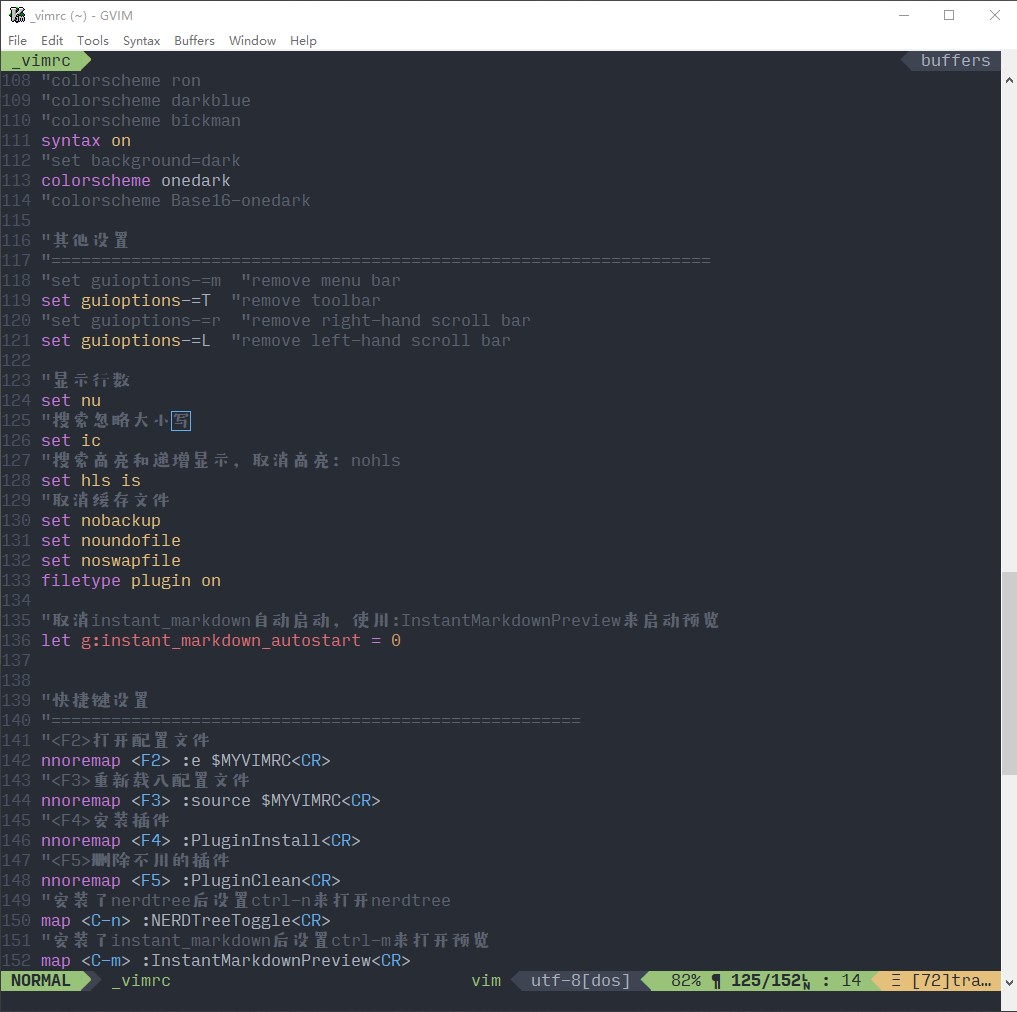 _vimrc (~) - GVIM
File Edit Tools Syntax Buffers Window Help
_vimrc buffers
108 "colorscheme ron
109 "colorscheme darkblue
110 "colorscheme bickman
111 syntax on
112 "set background=dark
113 colorscheme onedark
114 "colorscheme Base16-onedark
115
116 "其他设置
117 "==================================================================
118 "set guioptions-=m  "remove menu bar
119 set guioptions-=T  "remove toolbar
120 "set guioptions-=r  "remove right-hand scroll bar
121 set guioptions-=L  "remove left-hand scroll bar
122
123 "显示行数
124 set nu
125 "搜索忽略大小写
126 set ic
127 "搜索高亮和递增显示, 取消高亮: nohls
128 set hls is
129 "取消缓存文件
130 set nobackup
131 set noundofile
132 set noswapfile
133 filetype plugin on
134
135 "取消instant_markdown自动启动, 使用:InstantMarkdownPreview来启动预览
136 let g:instant_markdown_autostart = 0
137
138
139 "快捷键设置
140 "=====================================================
141 "<F2>打开配置文件
142 nnoremap <F2> :e $MYVIMRC<CR>
143 "<F3>重新载入配置文件
144 nnoremap <F3> :source $MYVIMRC<CR>
145 "<F4>安装插件
146 nnoremap <F4> :PluginInstall<CR>
147 "<F5>删除不用的插件
148 nnoremap <F5> :PluginClean<CR>
149 "安装了nerdtree后设置ctrl-n来打开nerdtree
150 map <C-n> :NERDTreeToggle<CR>
151 "安装了instant_markdown后设置ctrl-m来打开预览
152 map <C-m> :InstantMarkdownPreview<CR>
NORMAL _vimrc vim utf-8[dos] 82% ¶ 125/152␤ : 14 Ξ [72]tra…